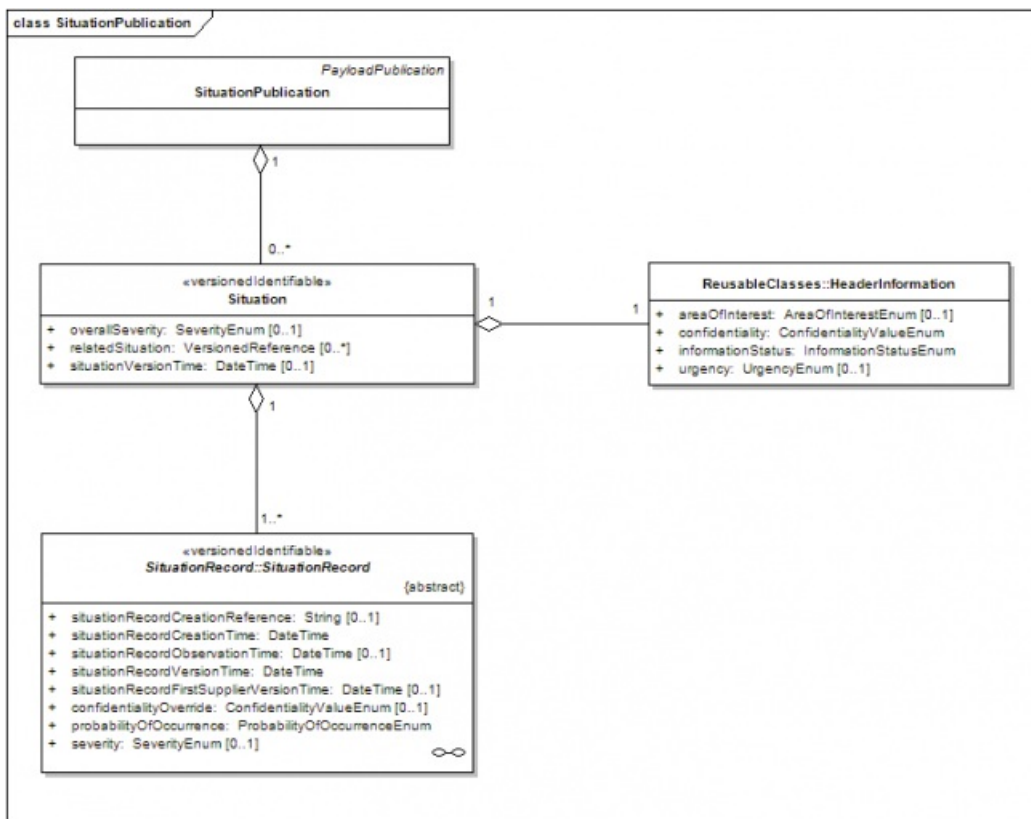 class SituationPublication
PayloadPublication
SituationPublication
1
0..*
«versionedIdentifiable»
Situation
+ overallSeverity: SeverityEnum [0..1]
+ relatedSituation: VersionedReference [0..*]
+ situationVersionTime: DateTime [0..1]
1
1
ReusableClasses::HeaderInformation
+ areaOfInterest: AreaOfInterestEnum [0..1]
+ confidentiality: ConfidentialityValueEnum
+ informationStatus: InformationStatusEnum
+ urgency: UrgencyEnum [0..1]
1
1..*
«versionedIdentifiable»
SituationRecord::SituationRecord
{abstract}
+ situationRecordCreationReference: String [0..1]
+ situationRecordCreationTime: DateTime
+ situationRecordObservationTime: DateTime [0..1]
+ situationRecordVersionTime: DateTime
+ situationRecordFirstSupplierVersionTime: DateTime [0..1]
+ confidentialityOverride: ConfidentialityValueEnum [0..1]
+ probabilityOfOccurrence: ProbabilityOfOccurrenceEnum
+ severity: SeverityEnum [0..1]